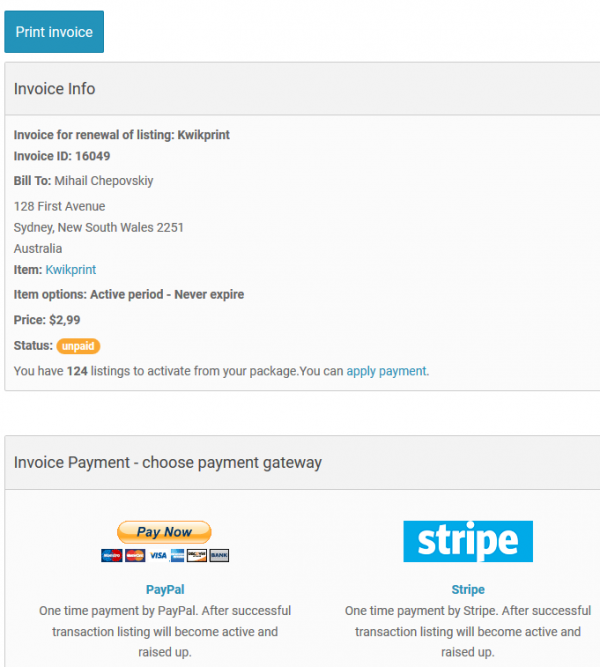 Print invoice
Invoice Info
Invoice for renewal of listing: Kwikprint
Invoice ID: 16049
Bill To: Mihail Chepovskiy
128 First Avenue
Sydney, New South Wales 2251
Australia
Item: Kwikprint
Item options: Active period - Never expire
Price: $2,99
Status: unpaid
You have 124 listings to activate from your package.You can apply payment.
Invoice Payment - choose payment gateway
Pay Now
VISA
BANK
PayPal
One time payment by PayPal. After successful
transaction listing will become active and
raised up.
stripe
Stripe
One time payment by Stripe. After successful
transaction listing will become active and
raised up.